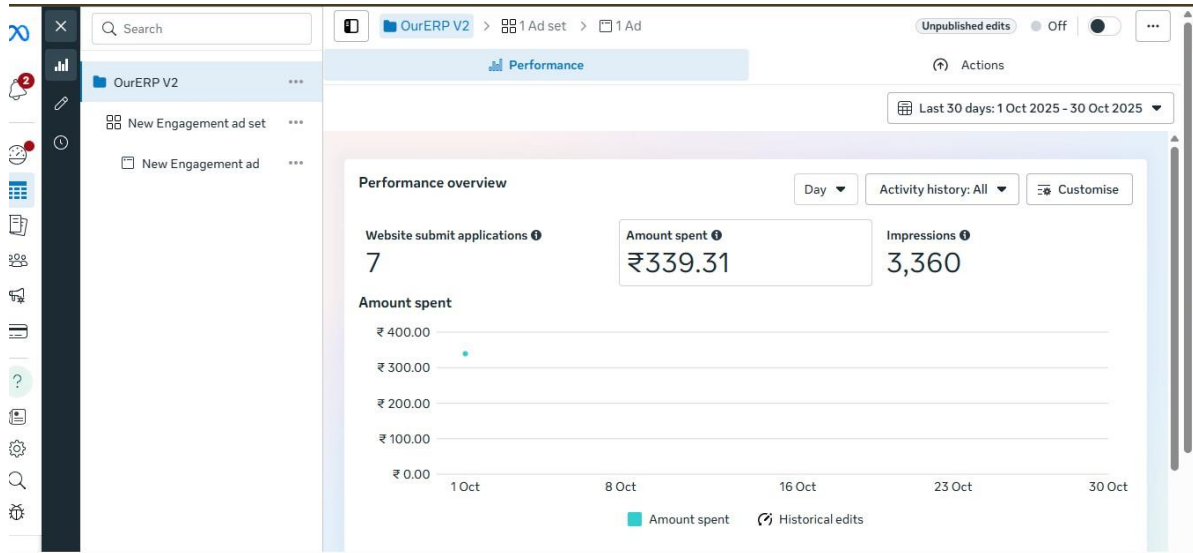 2
Search
OurERP V2
New Engagement ad set
New Engagement ad
OurERP V2 > 1 Ad set > 1 Ad
Unpublished edits
Off
Performance
Actions
Last 30 days: 1 Oct 2025 - 30 Oct 2025
Performance overview
Day
Activity history: All
Customise
Website submit applications
7
Amount spent
₹339.31
Impressions
3,360
Amount spent
₹ 400.00
₹ 300.00
₹ 200.00
₹ 100.00
₹ 0.00
1 Oct 8 Oct 16 Oct 23 Oct 30 Oct
Amount spent Historical edits